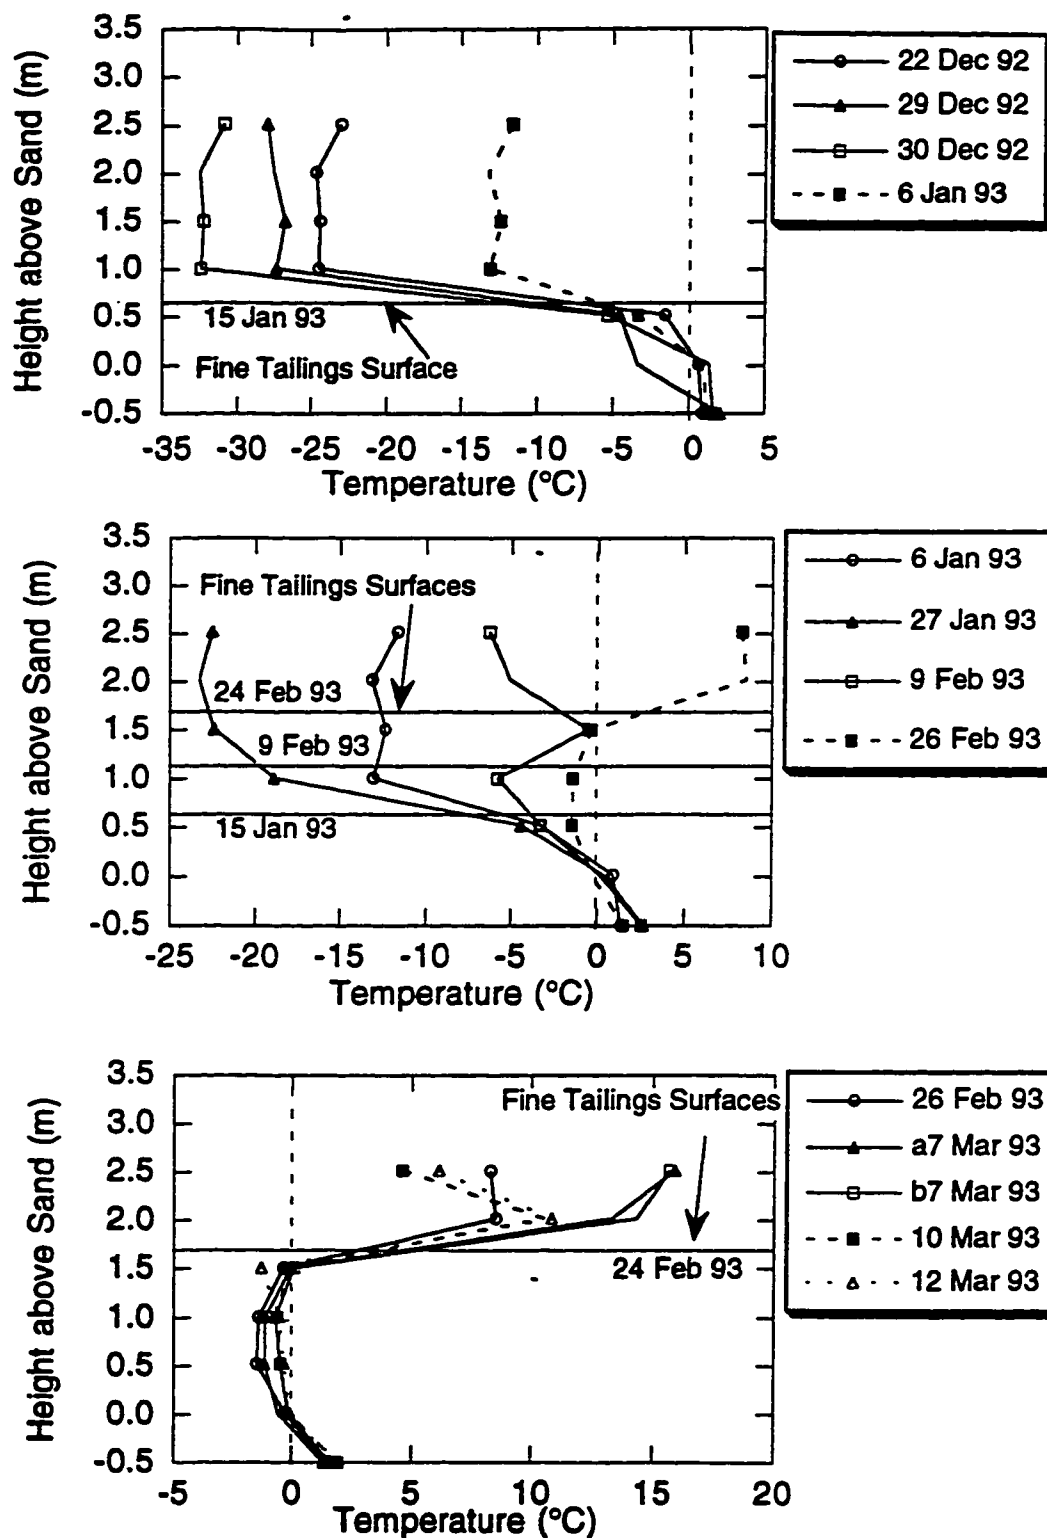 Height above Sand (m)
3.5
3.0
2.5
2.0
1.5
1.0
0.5
0.0
-0.5
15 Jan 93
Fine Tailings Surface
-35 -30 -25 -20 -15 -10 -5 0 5
Temperature (°C)
22 Dec 92
29 Dec 92
30 Dec 92
6 Jan 93
Height above Sand (m)
3.5
3.0
2.5
2.0
1.5
1.0
0.5
0.0
-0.5
Fine Tailings Surfaces
24 Feb 93
9 Feb 93
15 Jan 93
-25 -20 -15 -10 -5 0 5 10
Temperature (°C)
6 Jan 93
27 Jan 93
9 Feb 93
26 Feb 93
Height above Sand (m)
3.5
3.0
2.5
2.0
1.5
1.0
0.5
0.0
-0.5
Fine Tailings Surfaces
24 Feb 93
-5 0 5 10 15 20
Temperature (°C)
26 Feb 93
a7 Mar 93
b7 Mar 93
10 Mar 93
12 Mar 93